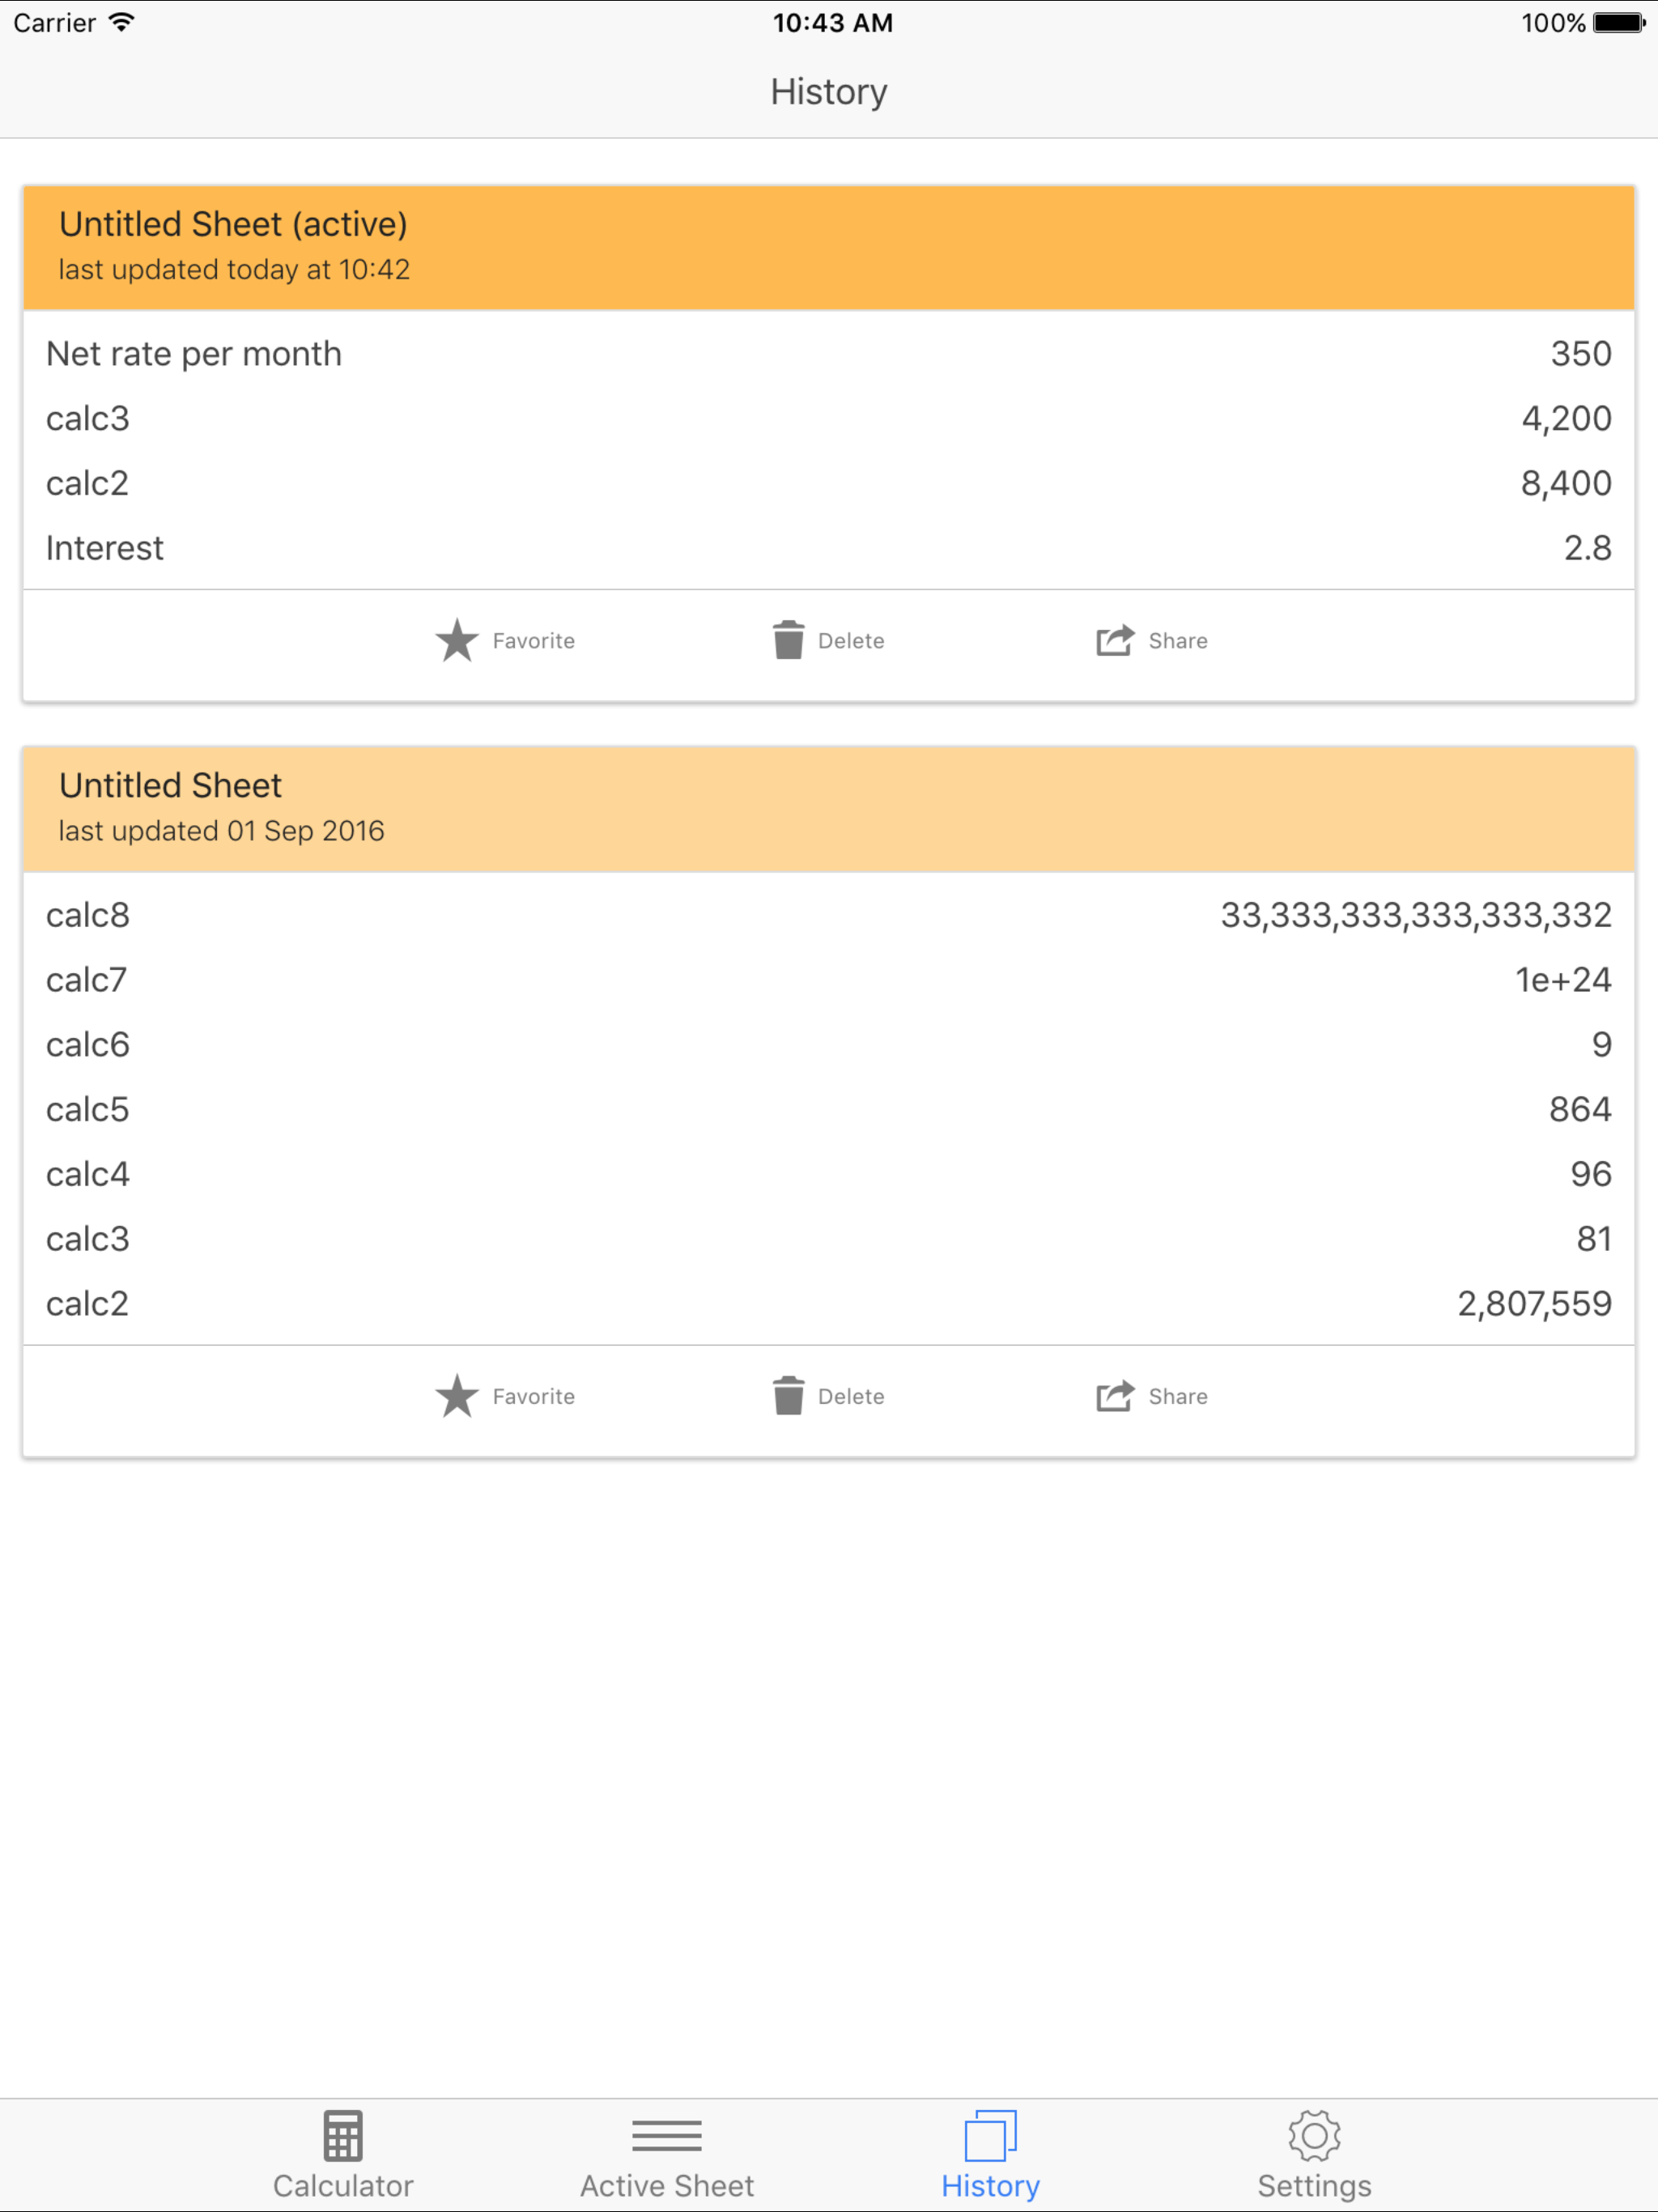 Carrier 10:43 AM 100%
History
Untitled Sheet (active)
last updated today at 10:42
Net rate per month 350
calc3 4,200
calc2 8,400
Interest 2.8
Favorite Delete Share
Untitled Sheet
last updated 01 Sep 2016
calc8 33,333,333,333,333,332
calc7 1e+24
calc6 9
calc5 864
calc4 96
calc3 81
calc2 2,807,559
Favorite Delete Share
Calculator Active Sheet History Settings